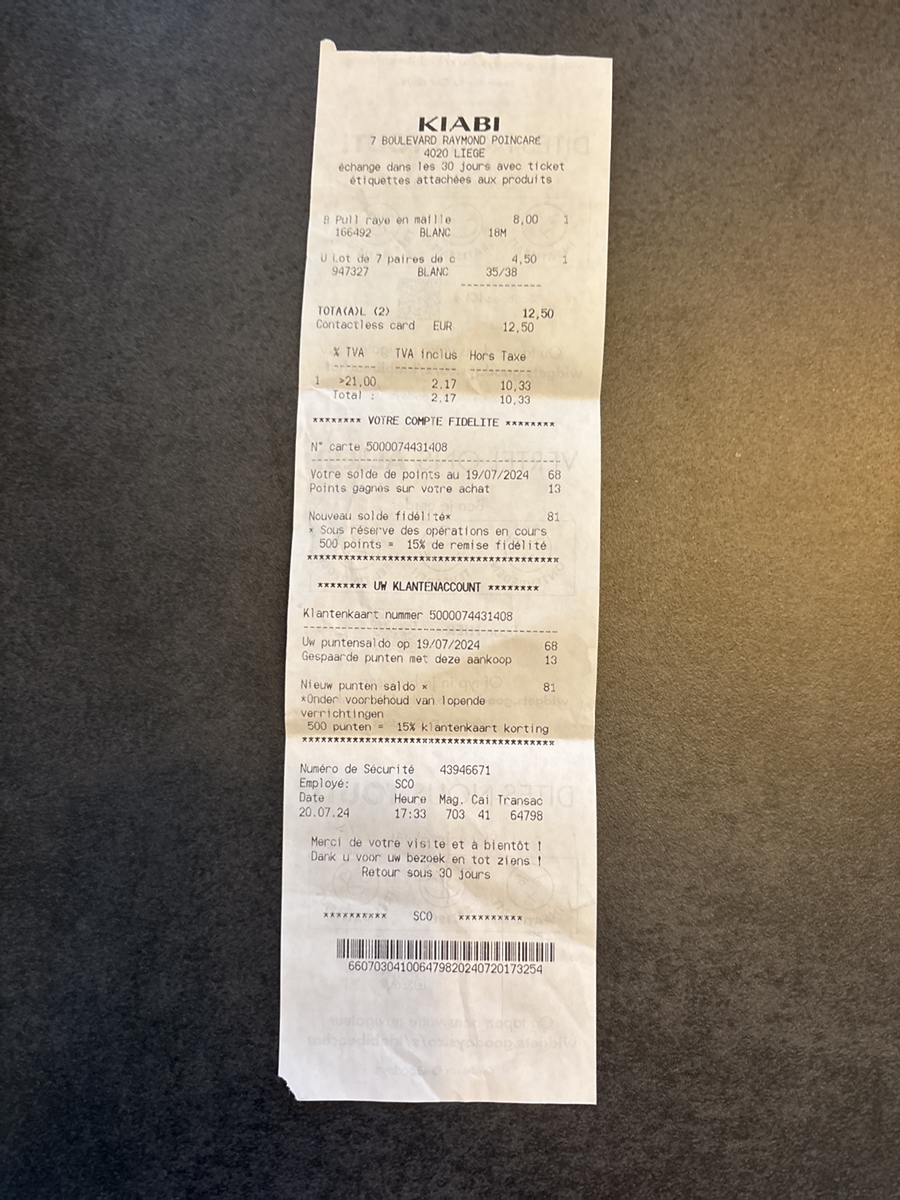 KIABI
7 BOULEVARD RAYMOND POINCARE
4020 LIEGE
échange dans les 30 jours avec ticket
étiquettes attachées aux produits
8 Pull raye en maille 8,00 1
166492 BLANC 18M
U Lot de 7 paires de c 4,50 1
947327 BLANC 35/38
-------------
TOTA(A)L (2) 12,50
Contactless card EUR 12,50
% TVA TVA inclus Hors Taxe
------- ---------- ----------
1 >21,00 2,17 10,33
Total : 2,17 10,33
******** VOTRE COMPTE FIDELITE ********
N° carte 5000074431408
----------------------------------------
Votre solde de points au 19/07/2024 68
Points gagnes sur votre achat 13
Nouveau solde fidélité* 81
* Sous réserve des opérations en cours
500 points = 15% de remise fidélité
****************************************
******** UW KLANTENACCOUNT ********
Klantenkaart nummer 5000074431408
----------------------------------------
Uw puntensaldo op 19/07/2024 68
Gespaarde punten met deze aankoop 13
Nieuw punten saldo * 81
*Onder voorbehoud van lopende
verrichtingen
500 punten = 15% klantenkaart korting
****************************************
Numéro de Sécurité 43946671
Employé: SCO
Date Heure Mag. Cai Transac
20.07.24 17:33 703 41 64798
Merci de votre visite et à bientôt !
Dank u voor uw bezoek en tot ziens !
Retour sous 30 jours
********** SCO **********
660703041006479820240720173254